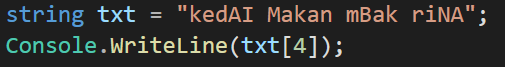 string txt = "kedAI Makan mBak riNA";
Console.WriteLine(txt[4]);